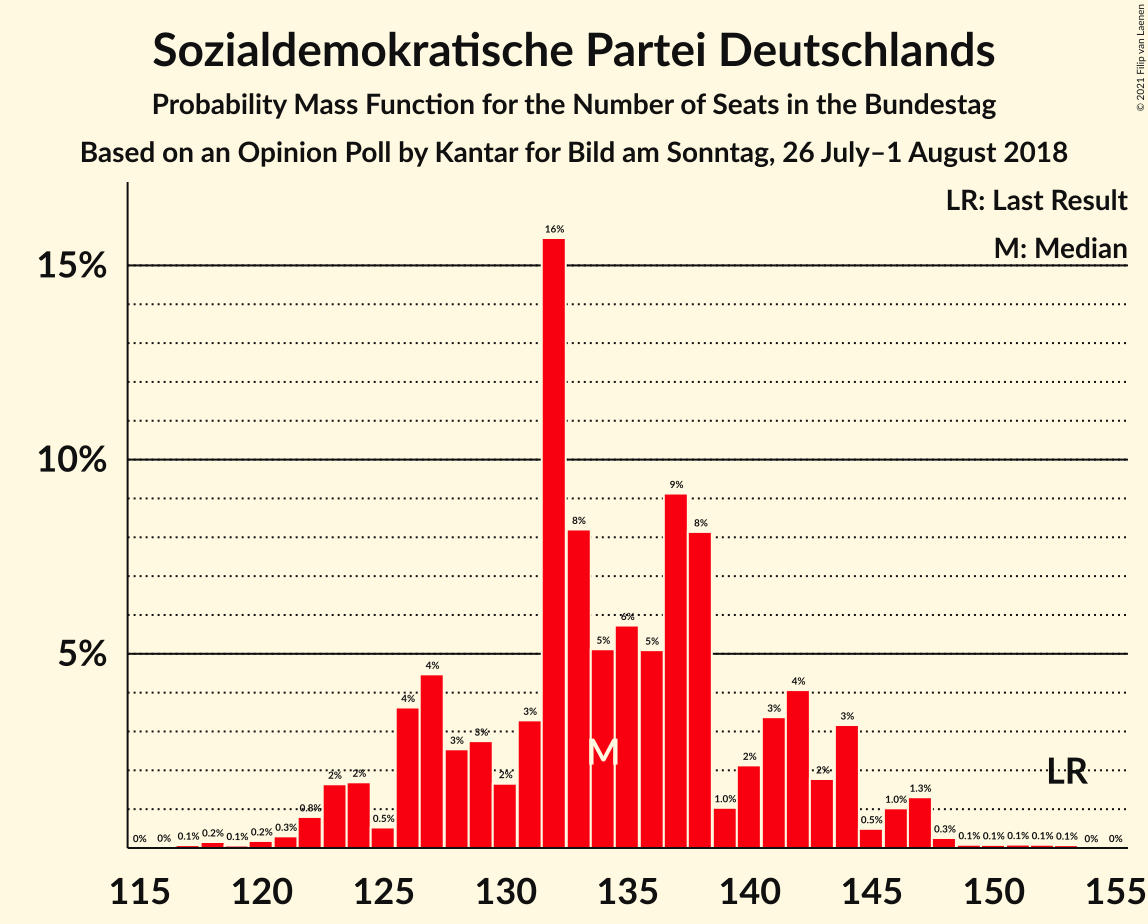 © 2021 Filip van Laenen
Sozialdemokratische Partei Deutschlands
Probability Mass Function for the Number of Seats in the Bundestag
Based on an Opinion Poll by Kantar for Bild am Sonntag, 26 July–1 August 2018
LR: Last Result
M: Median
15%
10%
5%
0% 0% 0.1% 0.2% 0.1% 0.2% 0.3% 0.8% 2% 2% 0.5% 4% 4% 3% 3% 2% 3% 16% 8% 5% 6% 5% 9% 8% 1.0% 2% 3% 4% 2% 3% 0.5% 1.0% 1.3% 0.3% 0.1% 0.1% 0.1% 0.1% 0.1% 0% 0%
M
LR
115 120 125 130 135 140 145 150 155